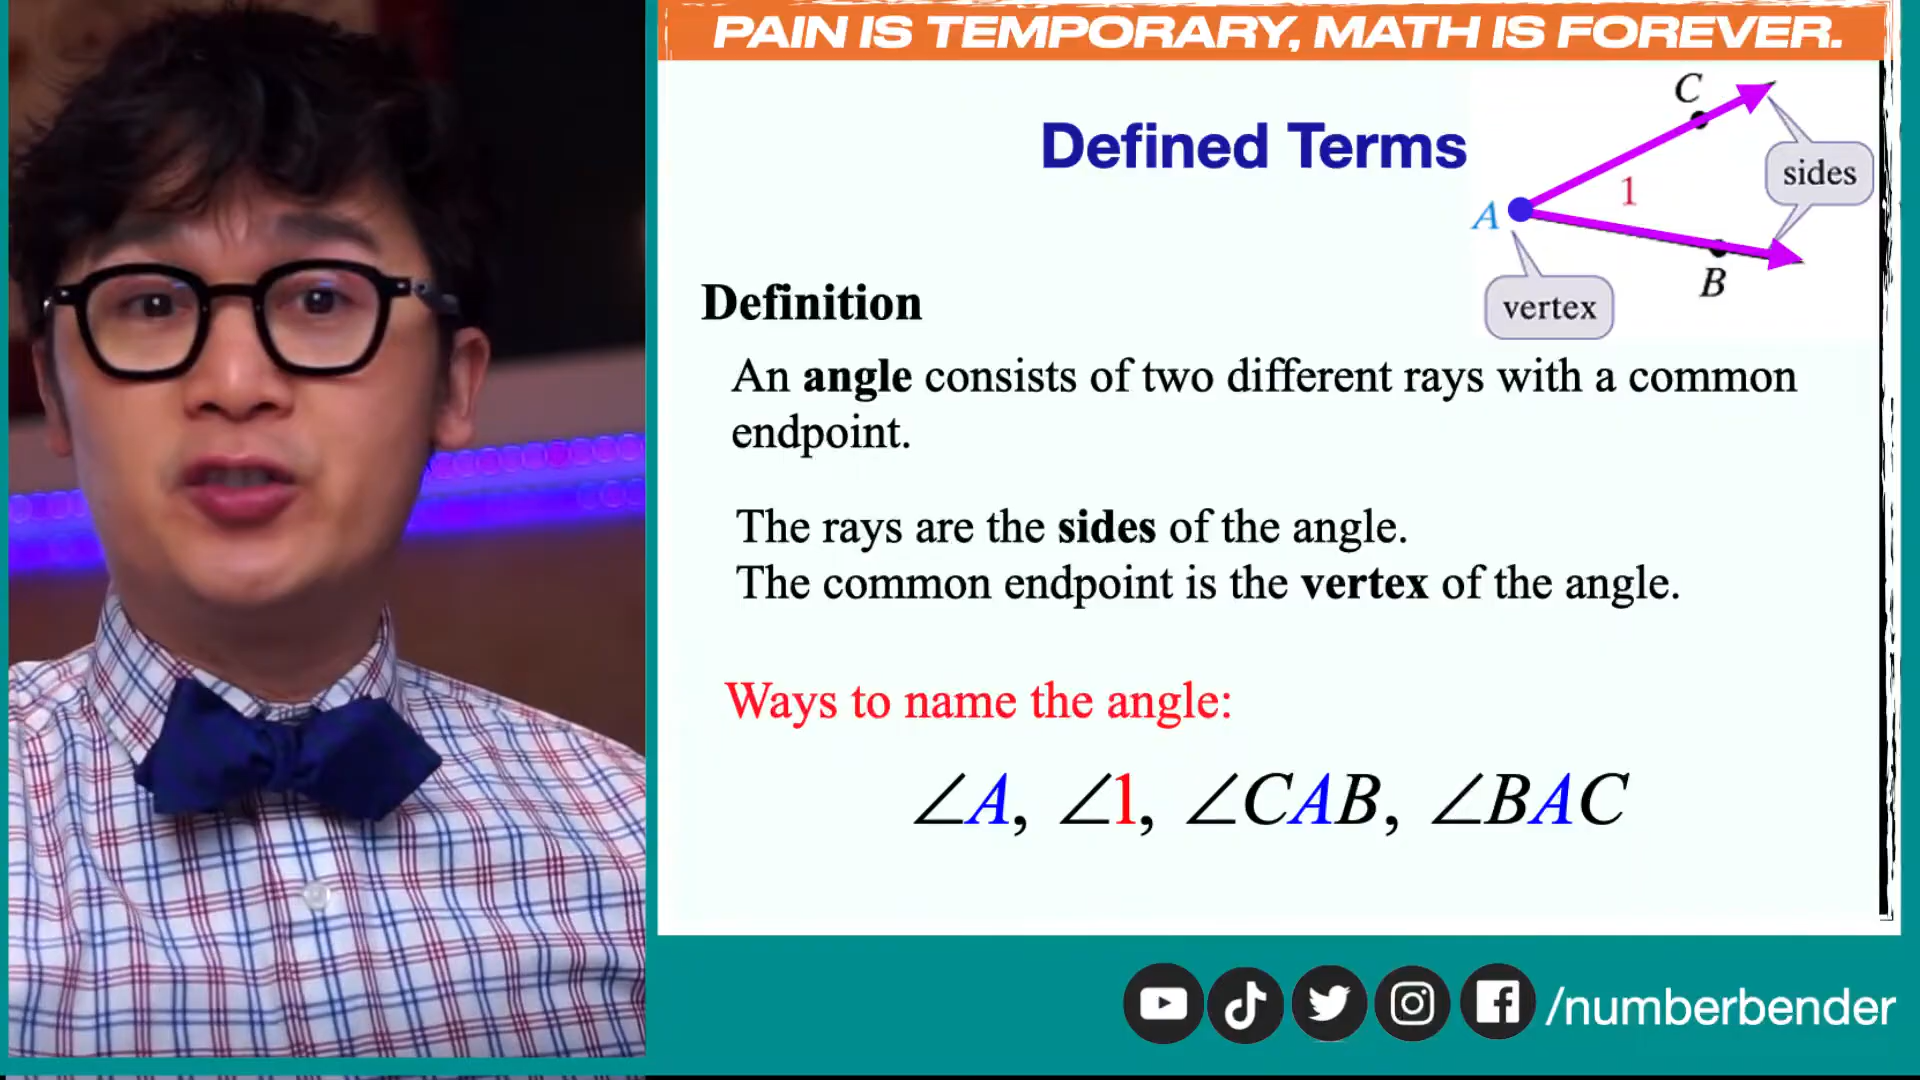 PAIN IS TEMPORARY, MATH IS FOREVER.
Defined Terms
C
sides
1
A
B
vertex
Definition
An angle consists of two different rays with a common
endpoint.
The rays are the sides of the angle.
The common endpoint is the vertex of the angle.
Ways to name the angle:
∠A, ∠1, ∠CAB, ∠BAC
/numberbender